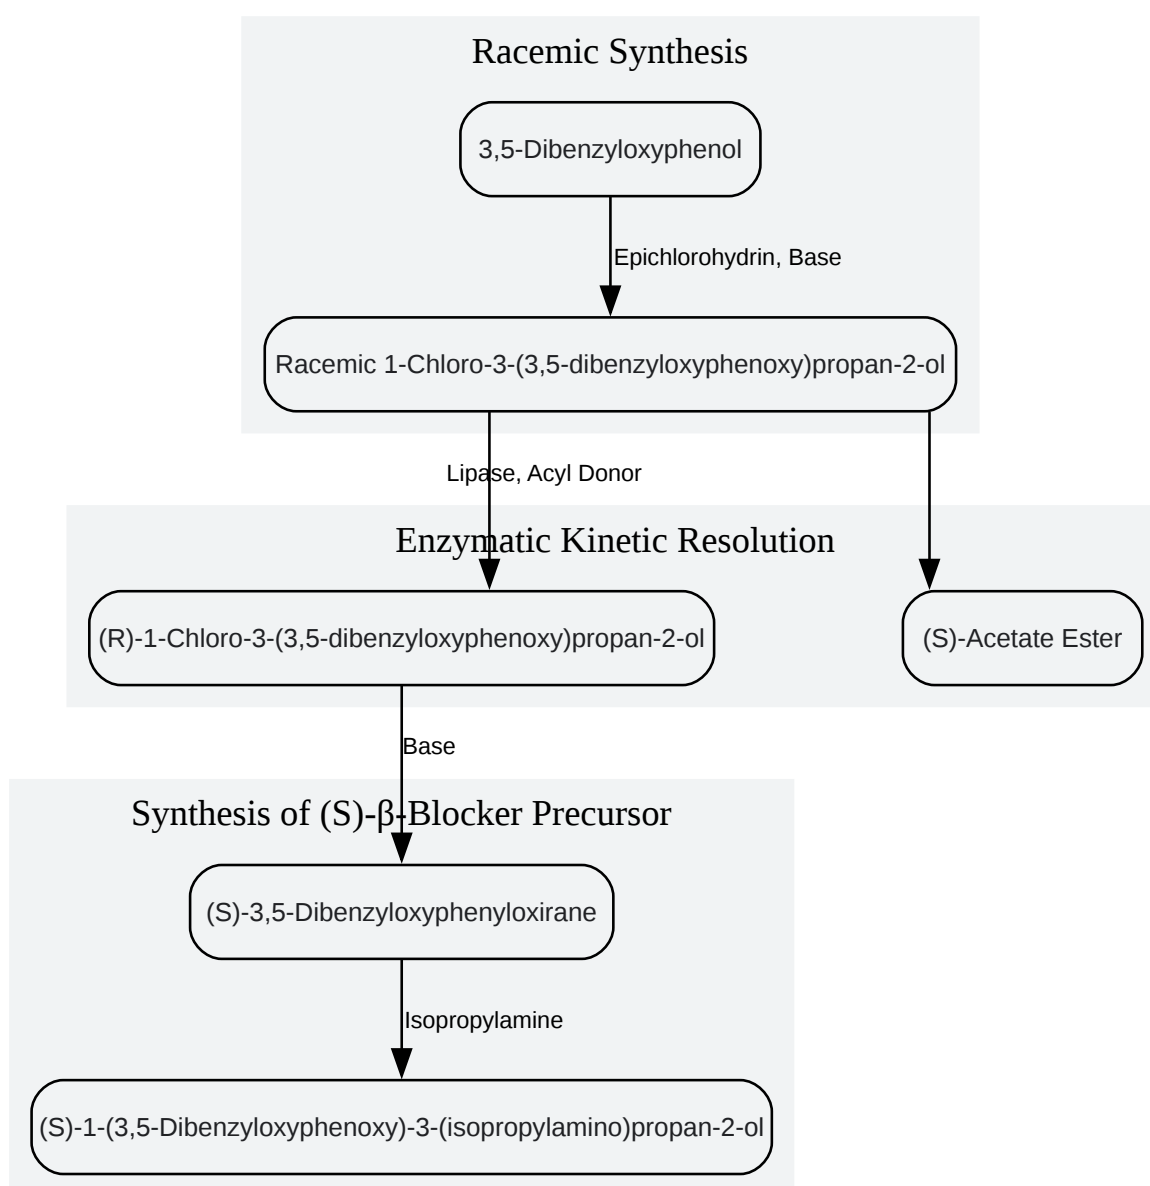 Racemic Synthesis
3,5-Dibenzyloxyphenol
Epichlorohydrin, Base
Racemic 1-Chloro-3-(3,5-dibenzyloxyphenoxy)propan-2-ol
Lipase, Acyl Donor
Enzymatic Kinetic Resolution
(R)-1-Chloro-3-(3,5-dibenzyloxyphenoxy)propan-2-ol
(S)-Acetate Ester
Base
Synthesis of (S)-β-Blocker Precursor
(S)-3,5-Dibenzyloxyphenyloxirane
Isopropylamine
(S)-1-(3,5-Dibenzyloxyphenoxy)-3-(isopropylamino)propan-2-ol